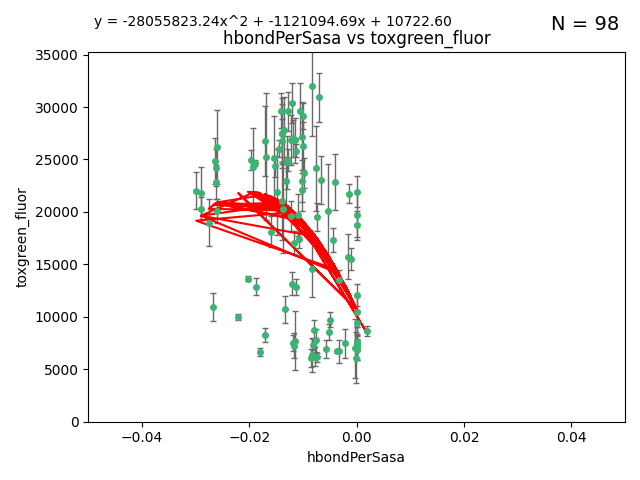 y = -28055823.24x^2 + -1121094.69x + 10722.60
N = 98
hbondPerSasa vs toxgreen_fluor
35000
30000
25000
20000
15000
10000
5000
0
toxgreen_fluor
−0.04
−0.02
0.00
0.02
0.04
hbondPerSasa